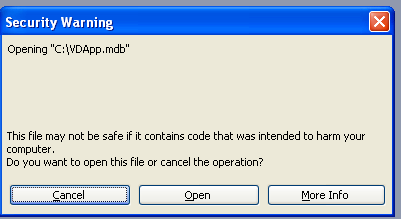 Security Warning
Opening "C:\VDApp.mdb"
This file may not be safe if it contains code that was intended to harm your
computer.
Do you want to open this file or cancel the operation?
Cancel Open More Info